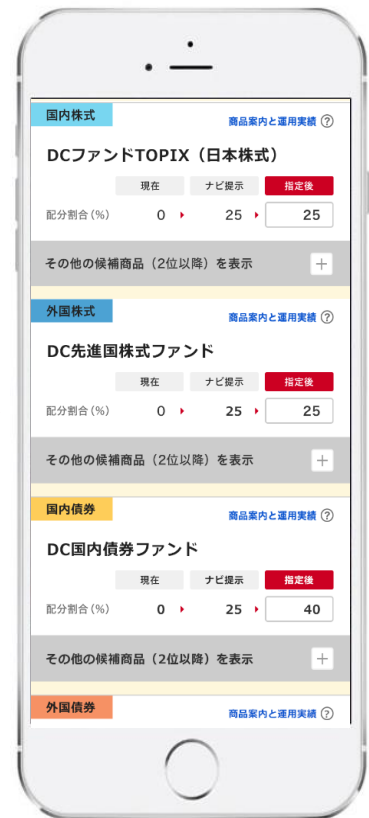 国内株式
商品案内と運用実績 ?
DCファンドTOPIX（日本株式）
現在 ナビ提示 指定後
配分割合(%) 0 25 25
その他の候補商品（2位以降）を表示 +
外国株式
商品案内と運用実績 ?
DC先進国株式ファンド
現在 ナビ提示 指定後
配分割合(%) 0 25 25
その他の候補商品（2位以降）を表示 +
国内債券
商品案内と運用実績 ?
DC国内債券ファンド
現在 ナビ提示 指定後
配分割合(%) 0 25 40
その他の候補商品（2位以降）を表示 +
外国債券
商品案内と運用実績 ?